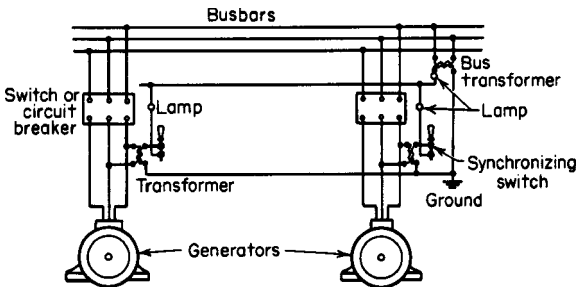 Busbars
Bus
transformer
Switch or
circuit
breaker
Lamp
Lamp
Synchronizing
switch
Transformer
Ground
Generators